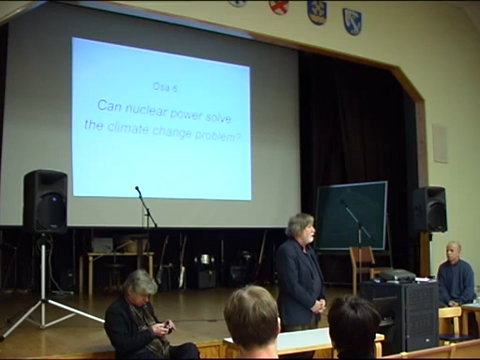 Osa 6:
Can nuclear power solve
the climate change problem?